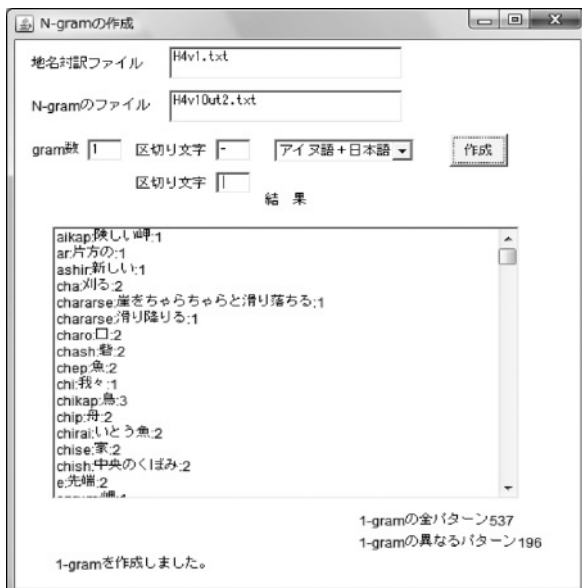 N-gramの作成
地名対訳ファイル H4v1.txt
N-gramのファイル H4v1Out2.txt
gram数 1 区切り文字 - アイヌ語+日本語 作成
区切り文字
結 果
aikap:険しい岬:1
ar:片方の:1
ashir:新しい:1
cha:刈る:2
chararse:崖をちゃらちゃらと滑り落ちる:1
chararse:滑り降りる:1
charo:口:2
chash:砦:2
chep:魚:2
chi:我々:1
chikap:鳥:3
chip:舟:2
chirai:いとう魚:2
chise:家:2
chish:中央のくぼみ:2
e:先端:2
1-gramの全パターン537
1-gramの異なるパターン196
1-gramを作成しました。